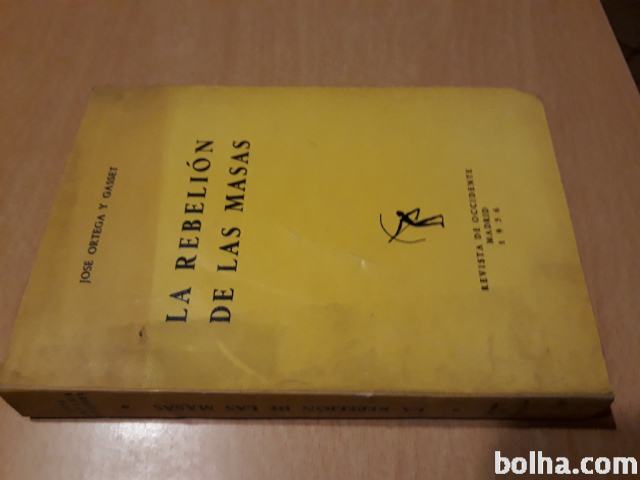 JOSE ORTEGA Y GASSET
LA REBELIÓN
DE LAS MASAS
REVISTA DE OCCIDENTE
MADRID
1956
LA REBELIÓN DE LAS MASAS
bolha.com